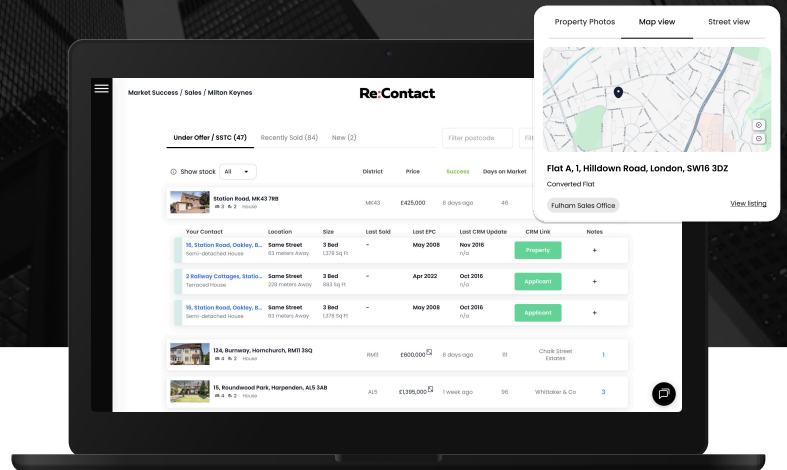 Property Photos Map view Street view
Market Success / Sales / Milton Keynes
Re:Contact
Under Offer / SSTC (47) Recently Sold (84) New (2)
Filter postcode
Show stock All
District Price Success Days on Market
Flat A, 1, Hilldown Road, London, SW16 3DZ
Converted Flat
Fulham Sales Office View listing
Station Road, MK43 7RB
3 2 House
MK43 £425,000 8 days ago 46
Your Contact Location Size Last Sold Last EPC Last CRM Update CRM Link Notes
16, Station Road, Oakley, B... Same Street 3 Bed - May 2008 Nov 2016 Property +
Semi-detached House 63 meters Away 1,378 Sq Ft n/a
2 Railway Cottages, Statio... Same Street 3 Bed - Apr 2022 Oct 2016 Applicant +
Terraced House 228 meters Away 883 Sq Ft n/a
16, Station Road, Oakley, B... Same Street 3 Bed - May 2008 Oct 2016 Applicant +
Semi-detached House 63 meters Away 1,378 Sq Ft n/a
124, Burnway, Hornchurch, RM11 3SQ
4 2 House
RM11 £600,000 8 days ago 111 Chalk Street Estates 1
15, Roundwood Park, Harpenden, AL5 3AB
4 2 House
AL5 £1,395,000 1 week ago 96 Whittaker & Co 3